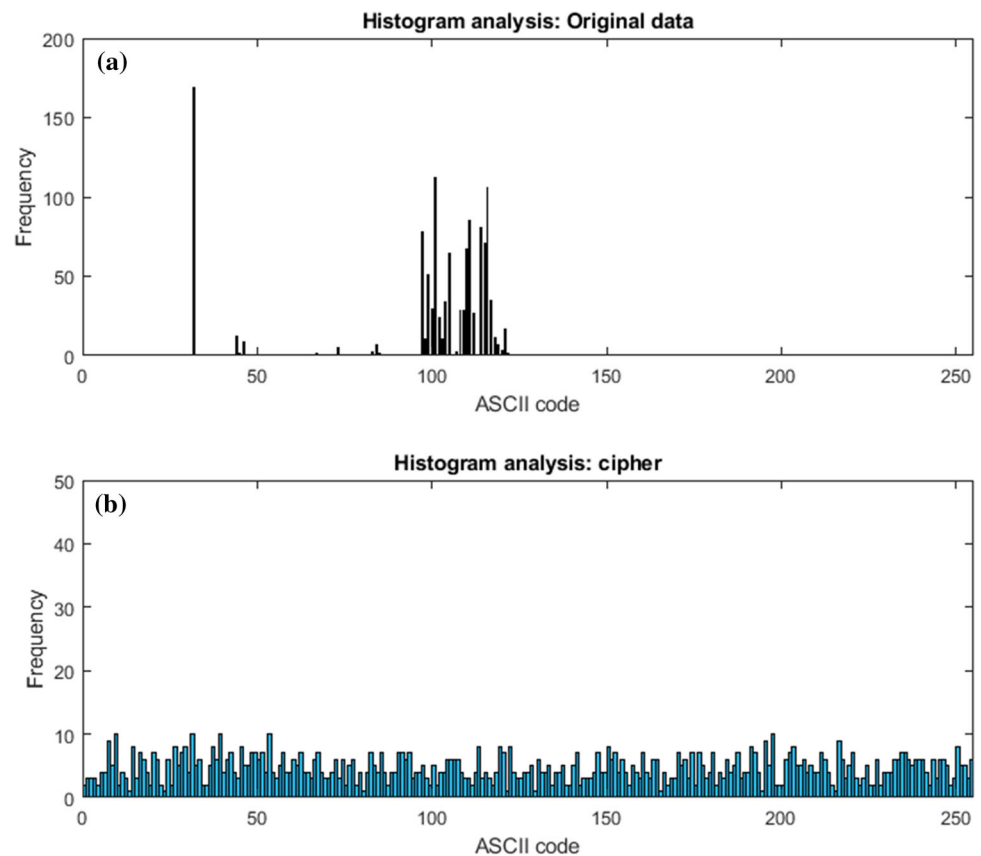 Histogram analysis: Original data
(a)
200
150
100
50
0
Frequency
0 50 100 150 200 250
ASCII code
Histogram analysis: cipher
(b)
50
40
30
20
10
0
Frequency
0 50 100 150 200 250
ASCII code